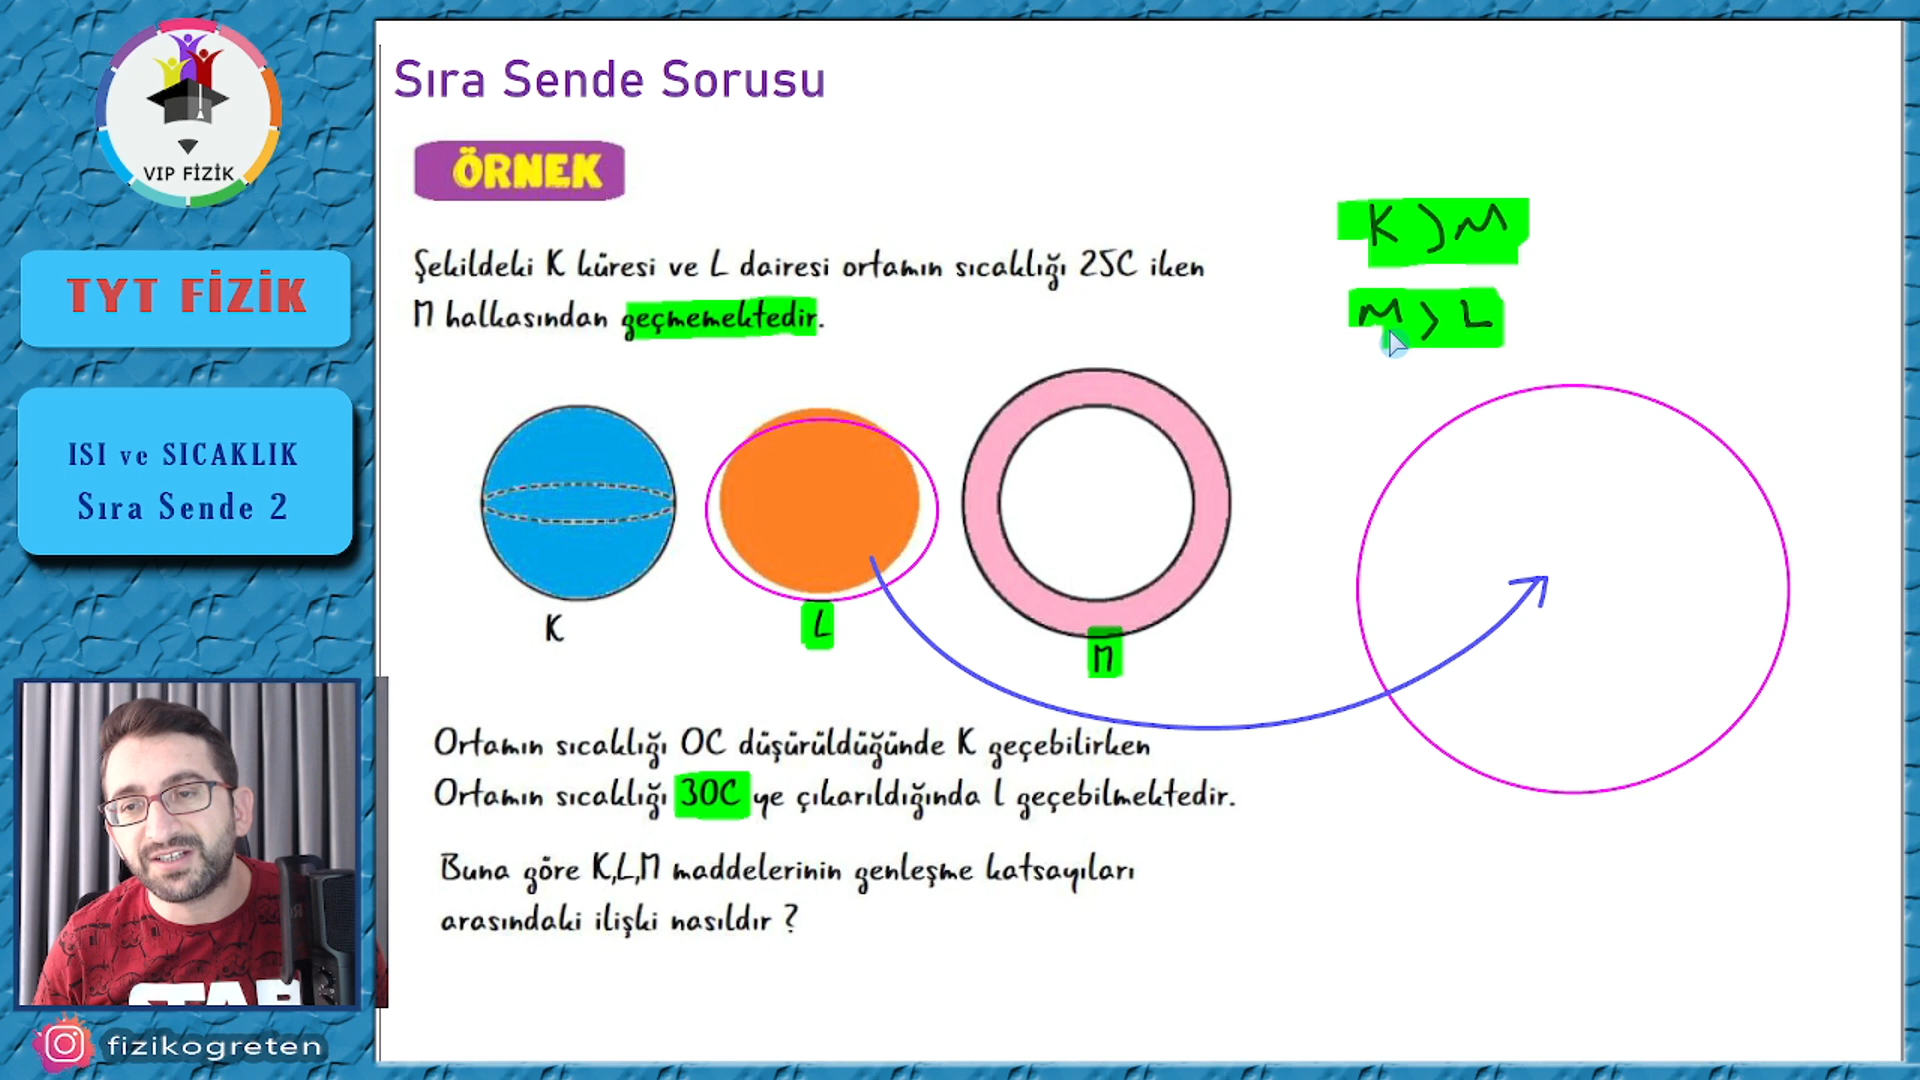 VIP FİZİK
TYT FİZİK
ISI ve SICAKLIK
Sıra Sende 2
fizikogreten
Sıra Sende Sorusu
ÖRNEK
Şekildeki K küresi ve L dairesi ortamın sıcaklığı 25C iken
M halkasından geçmemektedir.
K > M
M > L
K
L
M
Ortamın sıcaklığı 0C düşürüldüğünde K geçebilirken
Ortamın sıcaklığı 30C ye çıkarıldığında l geçebilmektedir.
Buna göre K,L,M maddelerinin genleşme katsayıları
arasındaki ilişki nasıldır ?